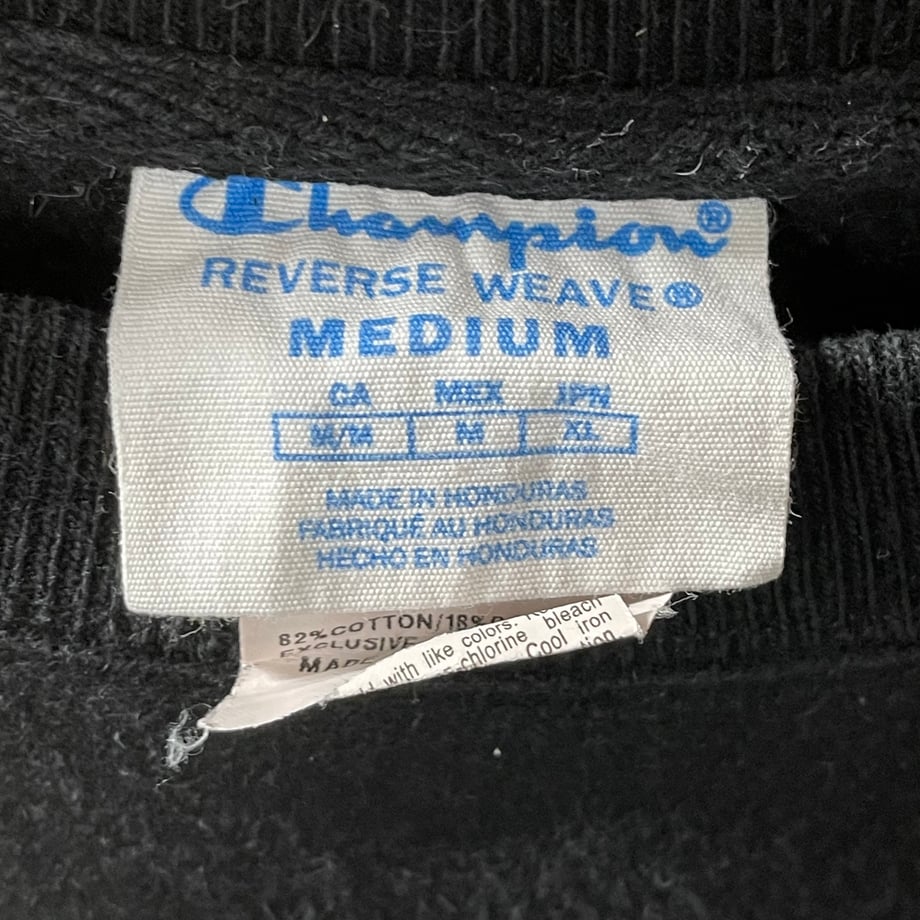 Champion®
REVERSE WEAVE®
MEDIUM
CA MEX JPN
M/M M XL
MADE IN HONDURAS
FABRIQUÉ AU HONDURAS
HECHO EN HONDURAS
82% COTTON/18%
EXCLUSIVE
MADE
with like colors.
chlorine bleach
Cool iron